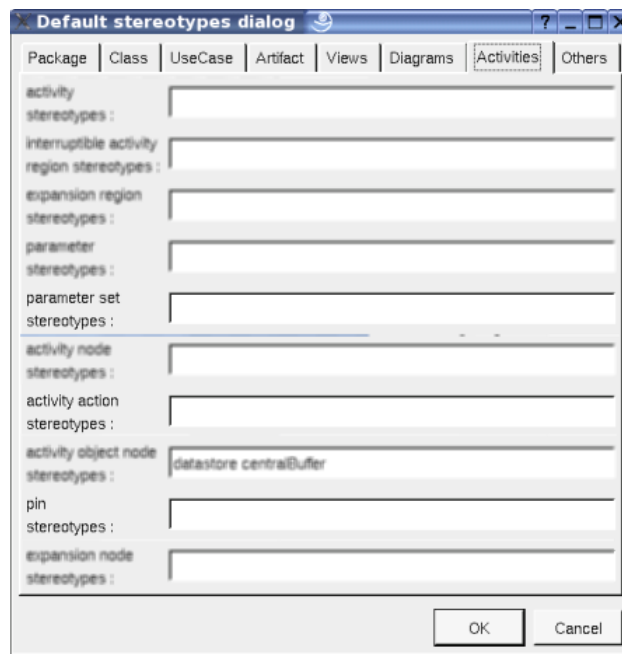 Default stereotypes dialog
Package Class UseCase Artifact Views Diagrams Activities Others
activity
stereotypes :
interruptible activity
region stereotypes :
expansion region
stereotypes :
parameter
stereotypes :
parameter set
stereotypes :
activity node
stereotypes :
activity action
stereotypes :
activity object node
stereotypes :
datastore centralBuffer
pin
stereotypes :
expansion node
stereotypes :
OK Cancel